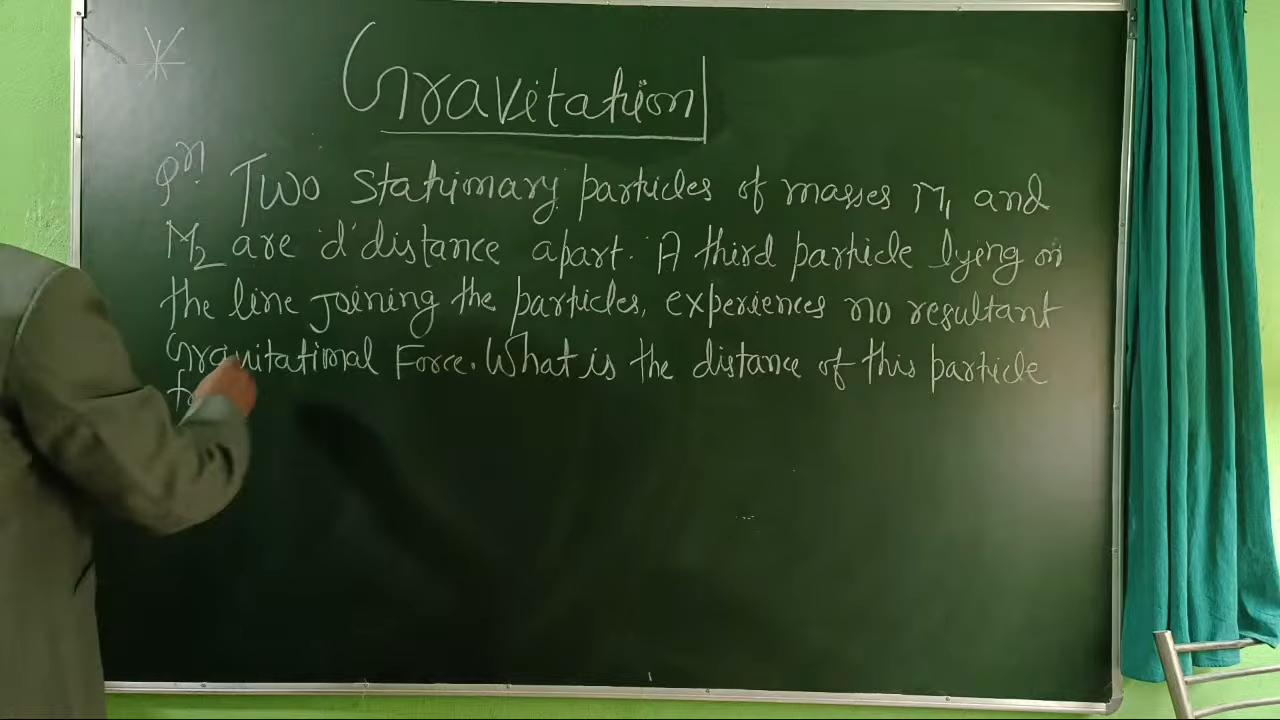 Gravitation
Qn. Two Stationary particles of masses M1 and
M2 are 'd' distance apart. A third particle lying on
the line joining the particles, experiences no resultant
Gravitational Force. What is the distance of this particle